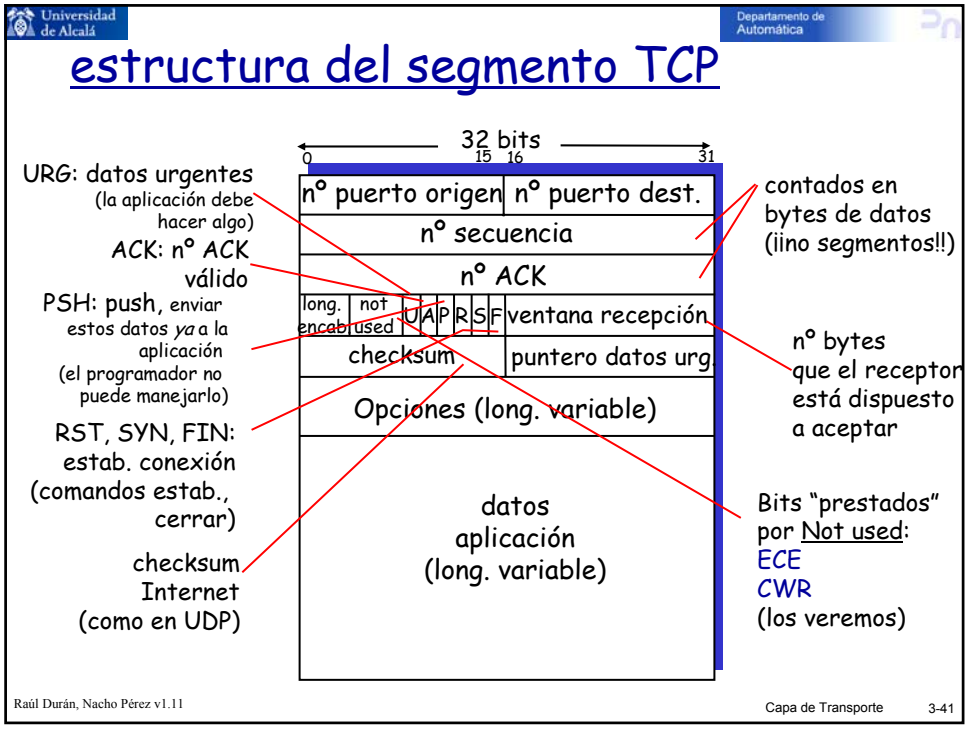 Universidad
de Alcalá
Departamento de
Automática
estructura del segmento TCP
32 bits
0 15 16 31
URG: datos urgentes
(la aplicación debe
hacer algo)
ACK: nº ACK
válido
PSH: push, enviar
estos datos ya a la
aplicación
(el programador no
puede manejarlo)
RST, SYN, FIN:
estab. conexión
(comandos estab.,
cerrar)
checksum
Internet
(como en UDP)
nº puerto origen nº puerto dest.
nº secuencia
nº ACK
long.
encab.
not
used
U A P R S F ventana recepción
checksum puntero datos urg.
Opciones (long. variable)
datos
aplicación
(long. variable)
contados en
bytes de datos
(¡¡no segmentos!!)
nº bytes
que el receptor
está dispuesto
a aceptar
Bits “prestados”
por Not used:
ECE
CWR
(los veremos)
Raúl Durán, Nacho Pérez v1.11
Capa de Transporte
3-41